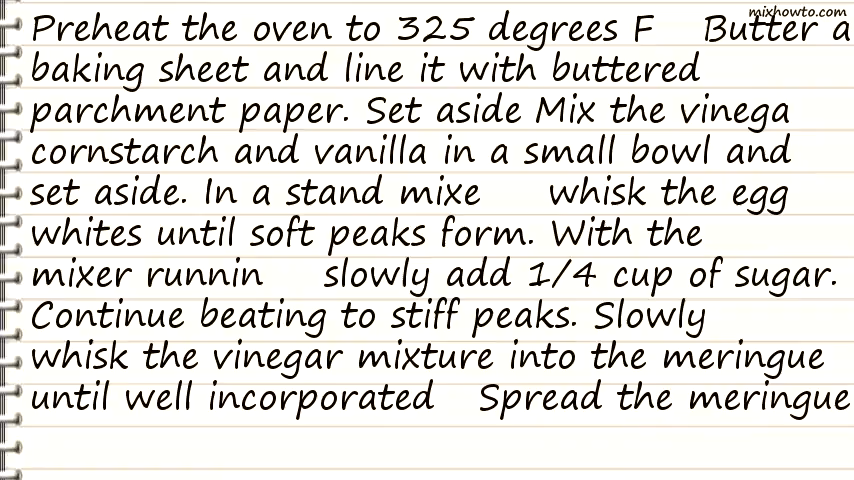 mixhowto.com
Preheat the oven to 325 degrees F Butter a
baking sheet and line it with buttered
parchment paper. Set aside Mix the vinega
cornstarch and vanilla in a small bowl and
set aside. In a stand mixe whisk the egg
whites until soft peaks form. With the
mixer runnin slowly add 1/4 cup of sugar.
Continue beating to stiff peaks. Slowly
whisk the vinegar mixture into the meringue
until well incorporated Spread the meringue